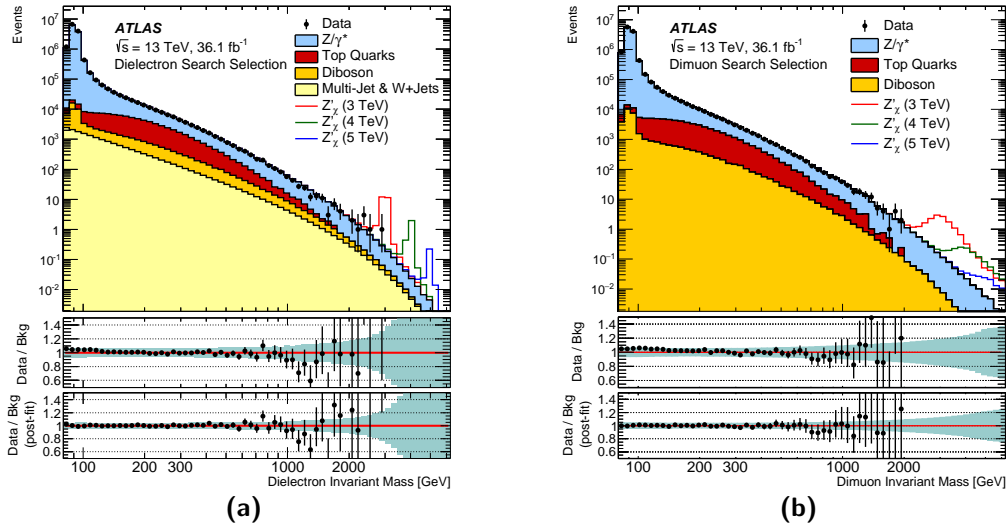 Events
10⁷
10⁶
10⁵
10⁴
10³
10²
10
1
10⁻¹
10⁻²
ATLAS
√s = 13 TeV, 36.1 fb⁻¹
Dielectron Search Selection
Data
Z/γ*
Top Quarks
Diboson
Multi-Jet & W+Jets
Z'χ (3 TeV)
Z'χ (4 TeV)
Z'χ (5 TeV)
Data / Bkg
1.4
1.2
1
0.8
0.6
Data / Bkg
(post-fit)
1.4
1.2
1
0.8
0.6
100 200 300 1000 2000
Dielectron Invariant Mass [GeV]
(a)
Events
10⁷
10⁶
10⁵
10⁴
10³
10²
10
1
10⁻¹
10⁻²
ATLAS
√s = 13 TeV, 36.1 fb⁻¹
Dimuon Search Selection
Data
Z/γ*
Top Quarks
Diboson
Z'χ (3 TeV)
Z'χ (4 TeV)
Z'χ (5 TeV)
Data / Bkg
1.4
1.2
1
0.8
0.6
Data / Bkg
(post-fit)
1.4
1.2
1
0.8
0.6
100 200 300 1000 2000
Dimuon Invariant Mass [GeV]
(b)